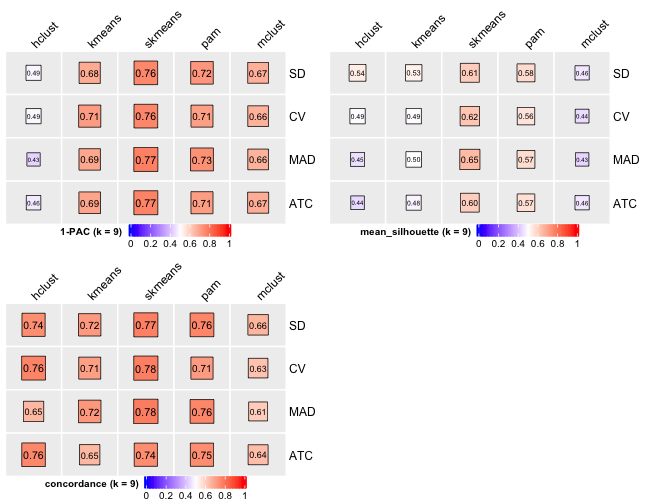 hclust kmeans skmeans pam mclust
0.49 0.68 0.76 0.72 0.67 SD
0.49 0.71 0.76 0.71 0.66 CV
0.43 0.69 0.77 0.73 0.66 MAD
0.46 0.69 0.77 0.71 0.67 ATC
1-PAC (k = 9)
0 0.2 0.4 0.6 0.8 1
hclust kmeans skmeans pam mclust
0.54 0.53 0.61 0.58 0.46 SD
0.49 0.49 0.62 0.56 0.44 CV
0.45 0.50 0.65 0.57 0.43 MAD
0.44 0.48 0.60 0.57 0.46 ATC
mean_silhouette (k = 9)
0 0.2 0.4 0.6 0.8 1
hclust kmeans skmeans pam mclust
0.74 0.72 0.77 0.76 0.66 SD
0.76 0.71 0.78 0.71 0.63 CV
0.65 0.72 0.78 0.76 0.61 MAD
0.76 0.65 0.74 0.75 0.64 ATC
concordance (k = 9)
0 0.2 0.4 0.6 0.8 1